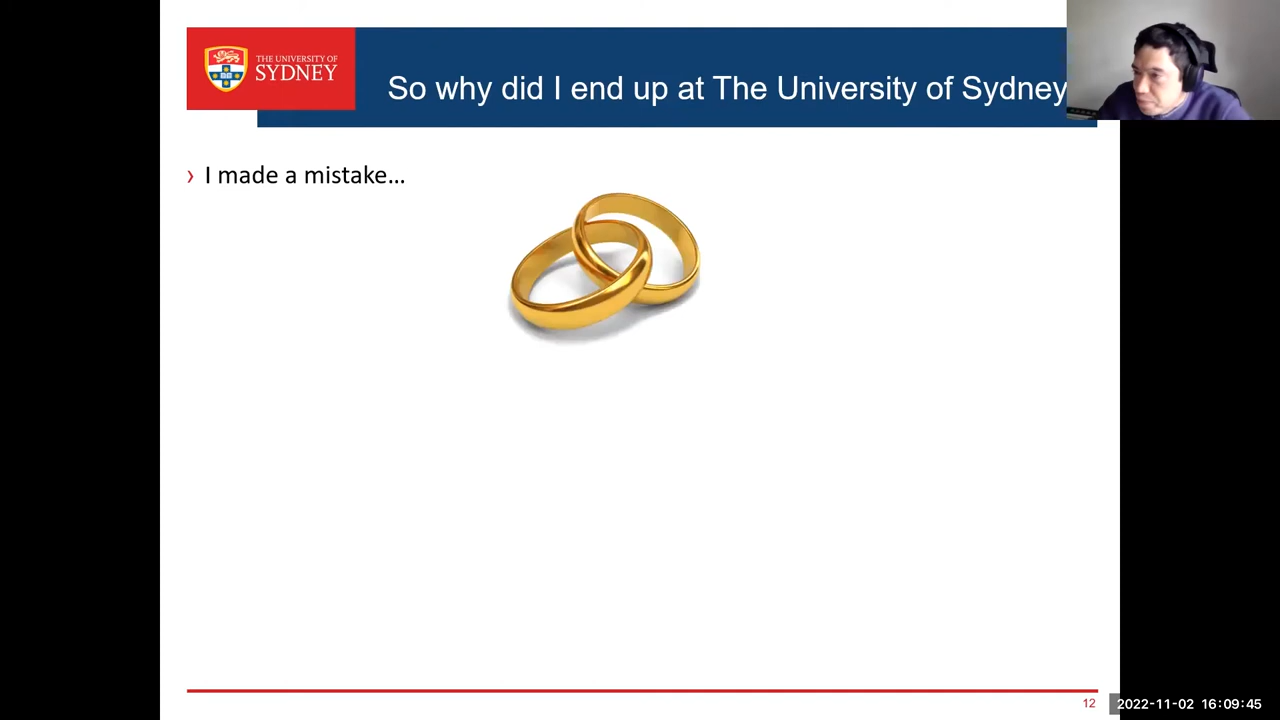 THE UNIVERSITY OF
SYDNEY
So why did I end up at The University of Sydney
› I made a mistake...
12
2022-11-02 16:09:45